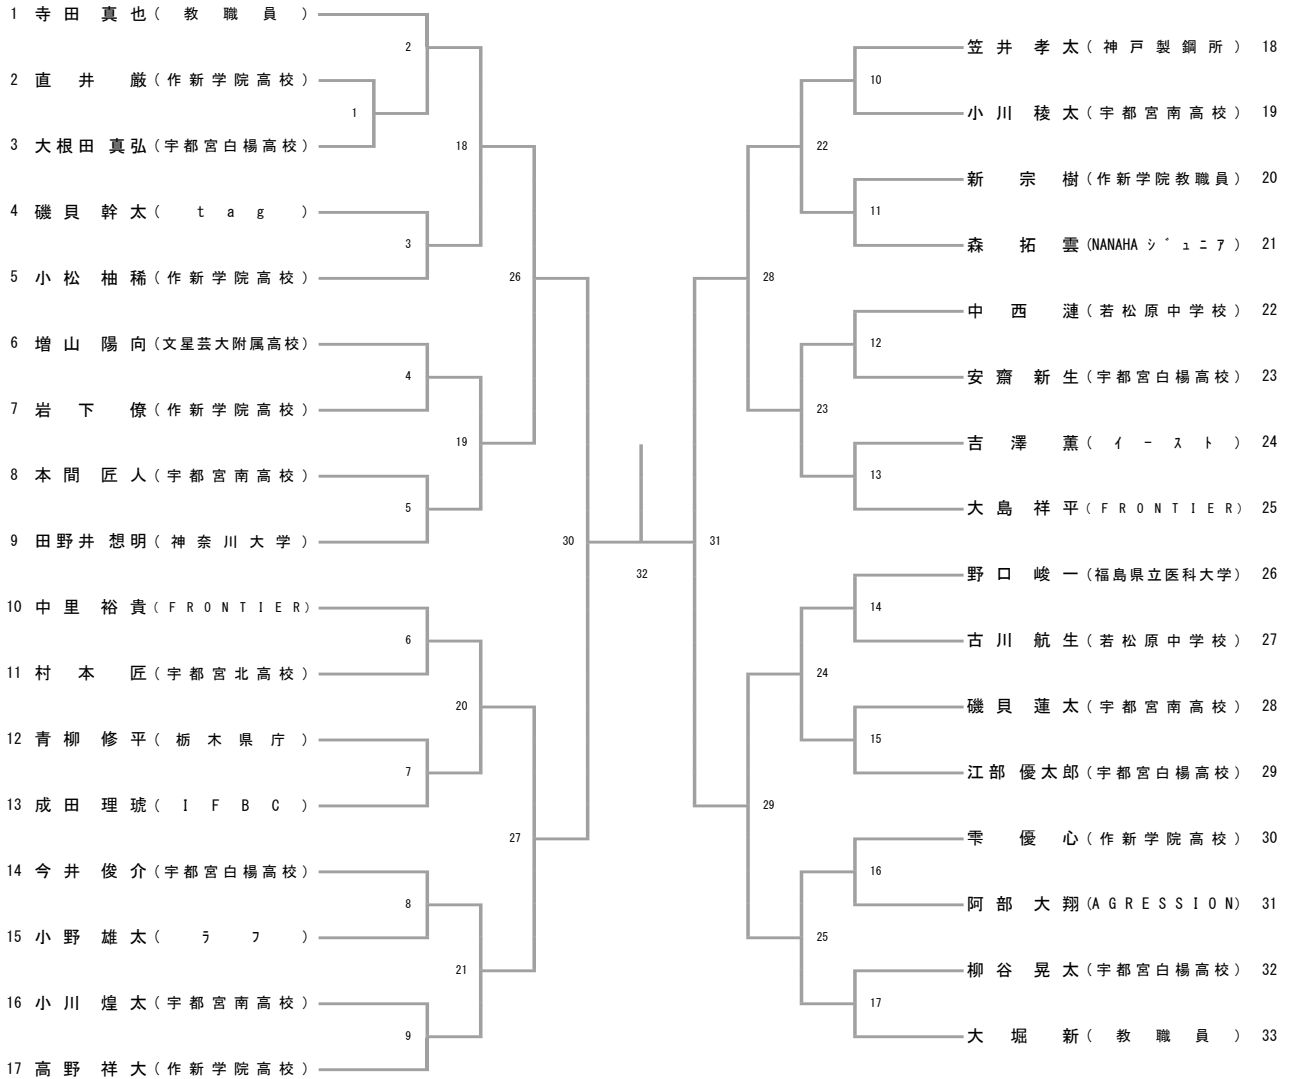 1 寺田 真也(教職員)
2
2 直井 厳(作新学院高校)
1
3 大根田 真弘(宇都宮白楊高校)
18
4 磯貝 幹太(tag)
3
5 小松 柚稀(作新学院高校)
26
6 増山 陽向(文星芸大附属高校)
4
7 岩下 僚(作新学院高校)
19
8 本間 匠人(宇都宮南高校)
5
9 田野井 想明(神奈川大学)
30
10 中里 裕貴(FRONTIER)
6
11 村本 匠(宇都宮北高校)
20
12 青柳 修平(栃木県庁)
7
13 成田 理琥(IFBC)
27
14 今井 俊介(宇都宮白楊高校)
8
15 小野 雄太(ラフ)
21
16 小川 煌太(宇都宮南高校)
9
17 高野 祥大(作新学院高校)
32
笠井 孝太(神戸製鋼所) 18
10
小川 稜太(宇都宮南高校) 19
22
新 宗樹(作新学院教職員) 20
11
森 拓雲(NANAHA ジュニア) 21
28
中西 漣(若松原中学校) 22
12
安齋 新生(宇都宮白楊高校) 23
23
吉澤 薫(イースト) 24
13
大島 祥平(FRONTIER) 25
31
野口 峻一(福島県立医科大学) 26
14
古川 航生(若松原中学校) 27
24
磯貝 蓮太(宇都宮南高校) 28
15
江部 優太郎(宇都宮白楊高校) 29
29
雫 優心(作新学院高校) 30
16
阿部 大翔(AGRESSION) 31
25
柳谷 晃太(宇都宮白楊高校) 32
17
大堀 新(教職員) 33